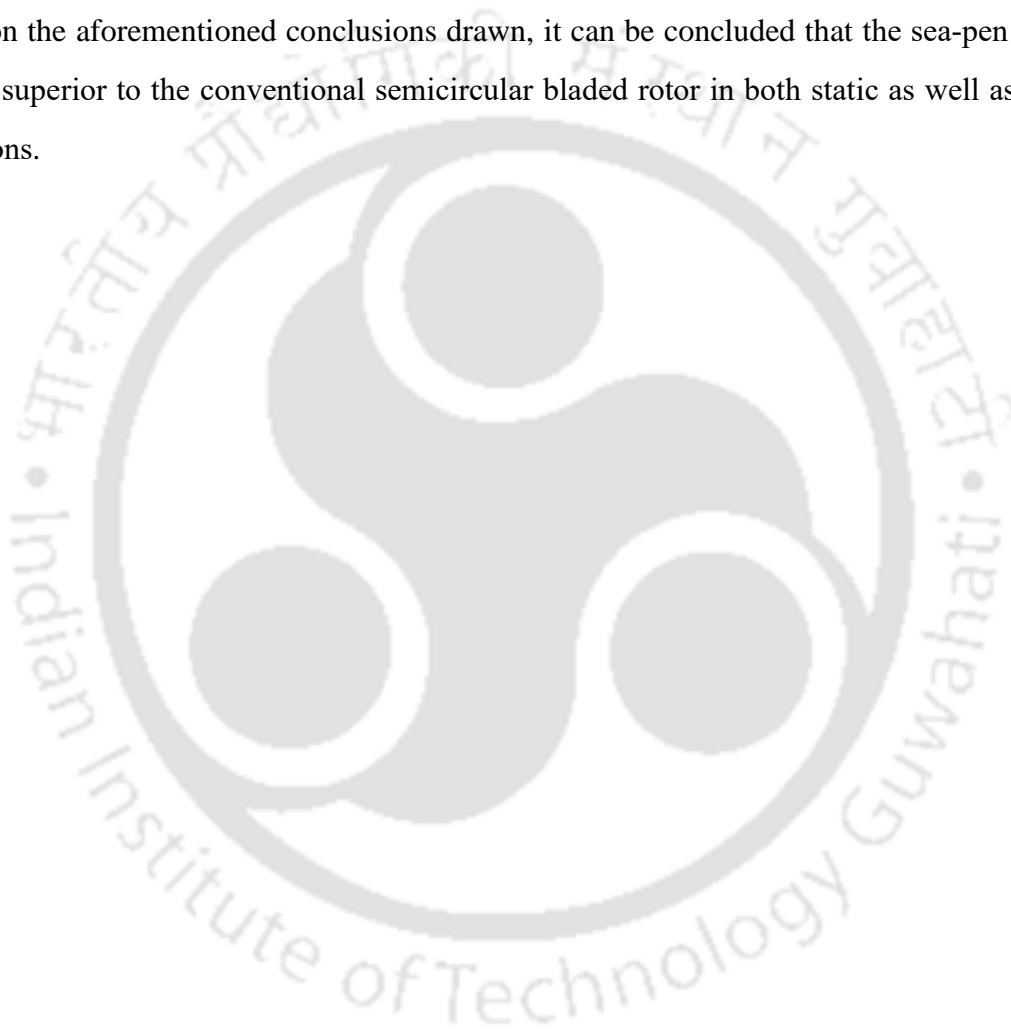 on the aforementioned conclusions drawn, it can be concluded that the sea-pen
superior to the conventional semicircular bladed rotor in both static as well as
ons.
भारतीय प्रौद्योगिकी संस्थान गुवाहाटी
• Indian Institute of Technology Guwahati •